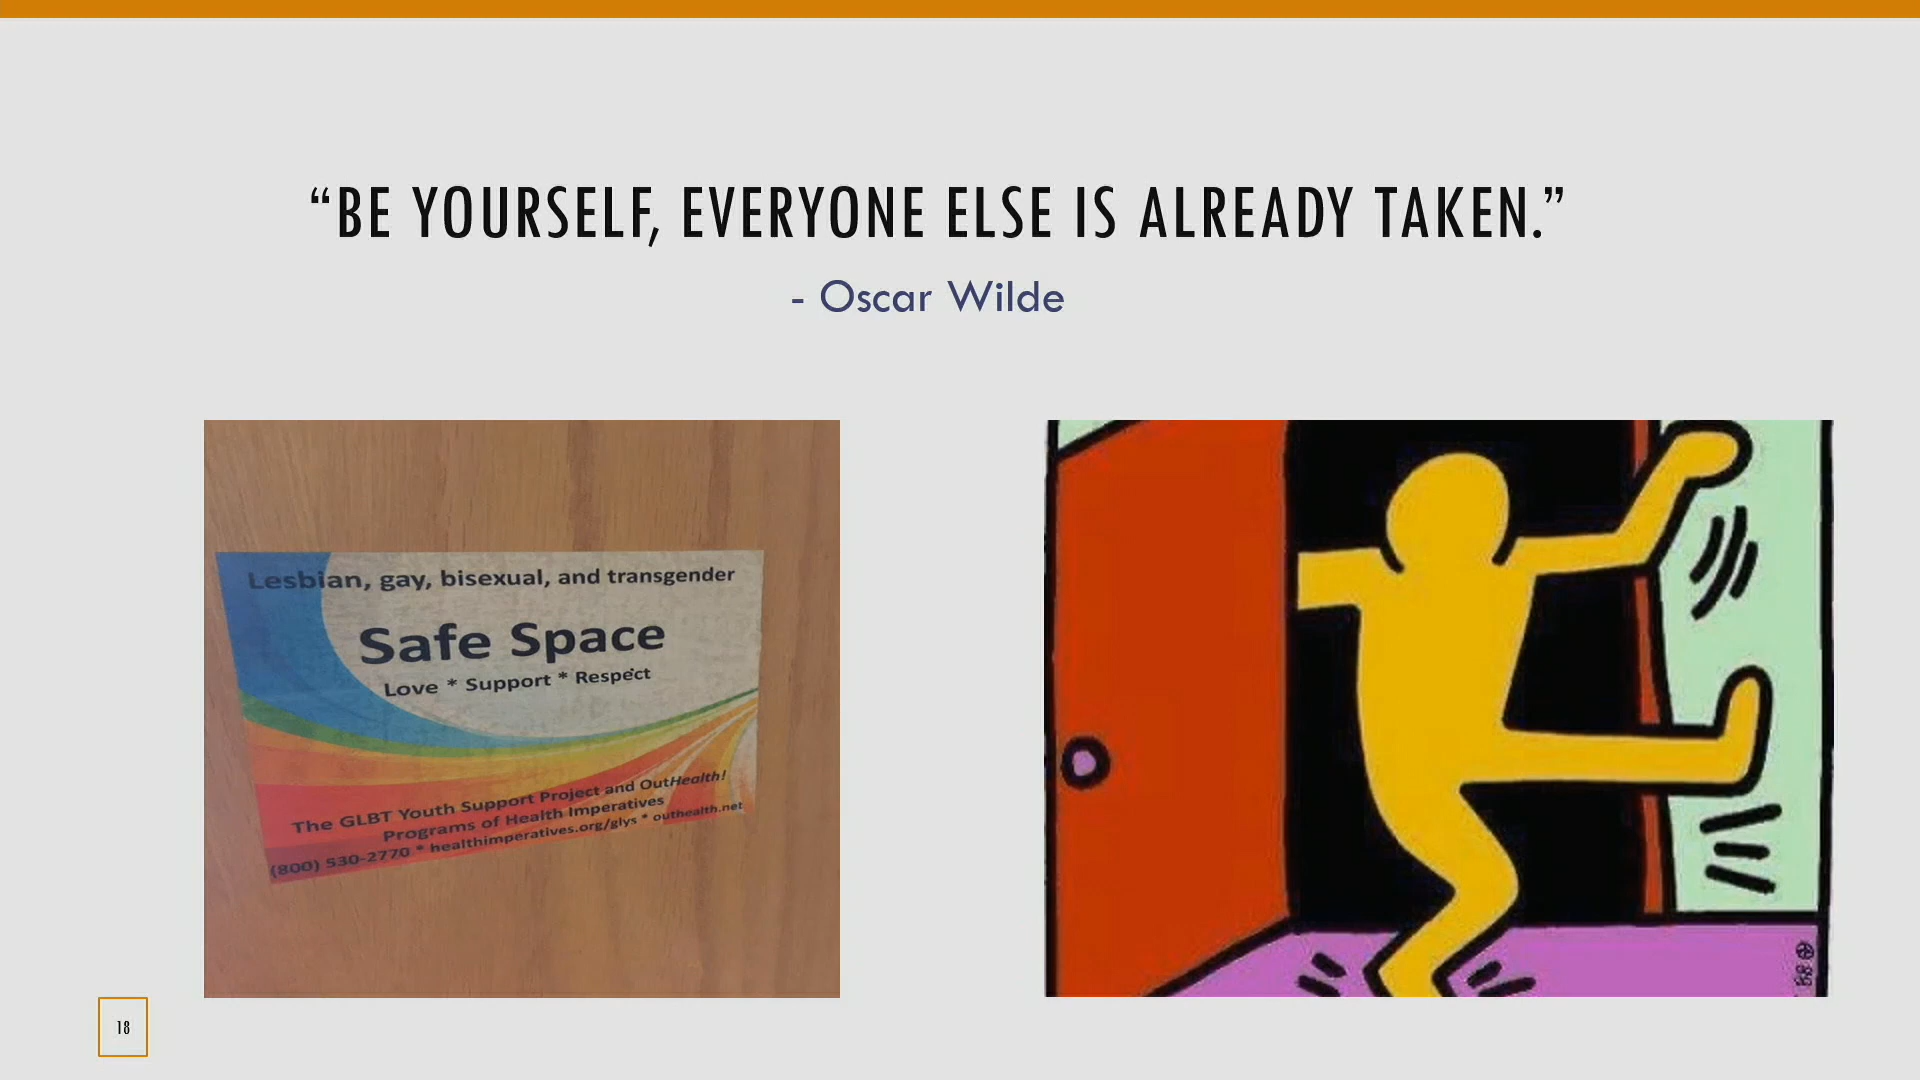 “BE YOURSELF, EVERYONE ELSE IS ALREADY TAKEN.”
- Oscar Wilde
Lesbian, gay, bisexual, and transgender
Safe Space
Love * Support * Respect
The GLBT Youth Support Project and OutHealth!
Programs of Health Imperatives
(800) 530-2770 * healthimperatives.org/glys * outhealth.net
18